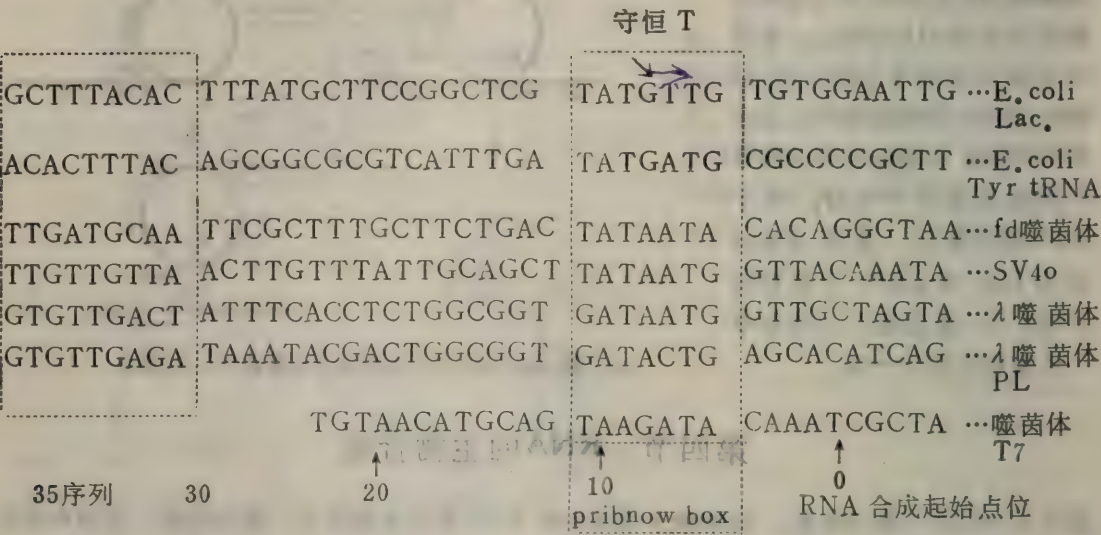 守恒 T
GCTTTACAC TTTATGCTTCCGGCTCG TATGTTG TGTGGAATTG …E.coli
Lac.
ACACTTTAC AGCGGCGCGTCATTTGA TATGATG CGCCCCGCTT …E.coli
Tyr tRNA
TTGATGCAA TTCGCTTTGCTTCTGAC TATAATA CACAGGGTAA…fd噬菌体
TTGTTGTTA ACTTGTTTATTGCAGCT TATAATG GTTACAAATA …SV4o
GTGTTGACT ATTTCACCTCTGGCGGT GATAATG GTTGCTAGTA …λ噬菌体
GTGTTGAGA TAAATACGACTGGCGGT GATACTG AGCACATCAG …λ噬菌体
PL
TGTAACATGCAG TAAGATA CAAATCGCTA …噬菌体
T7
35序列 30 20 10 0
pribnow box RNA 合成起始点位